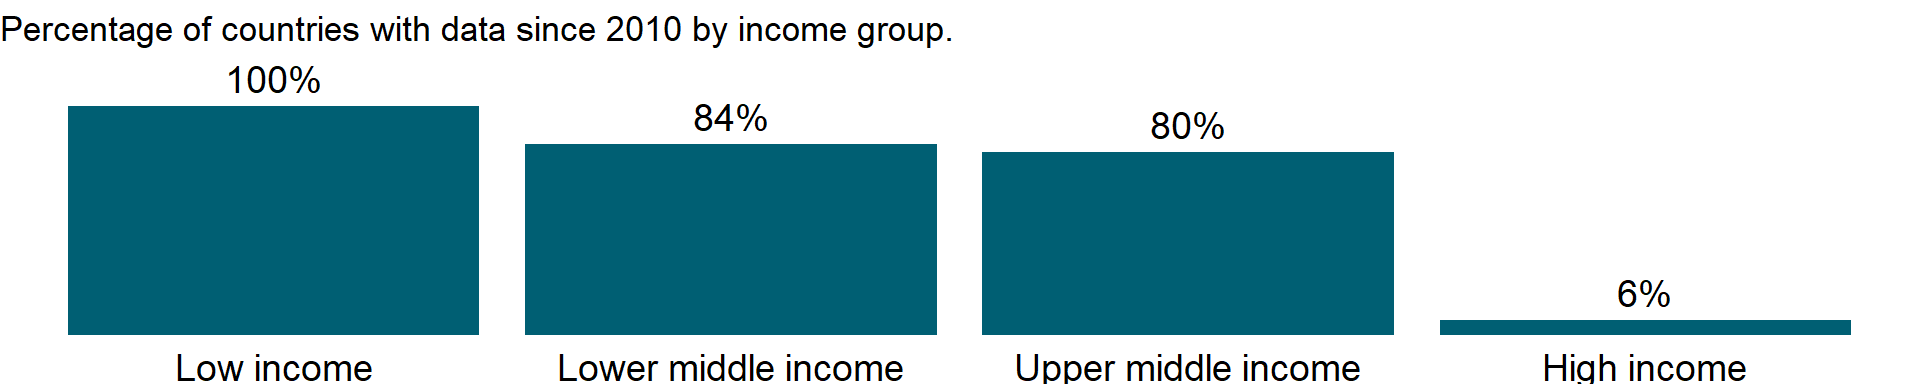 Percentage of countries with data since 2010 by income group.
100%
84%
80%
6%
Low income
Lower middle income
Upper middle income
High income